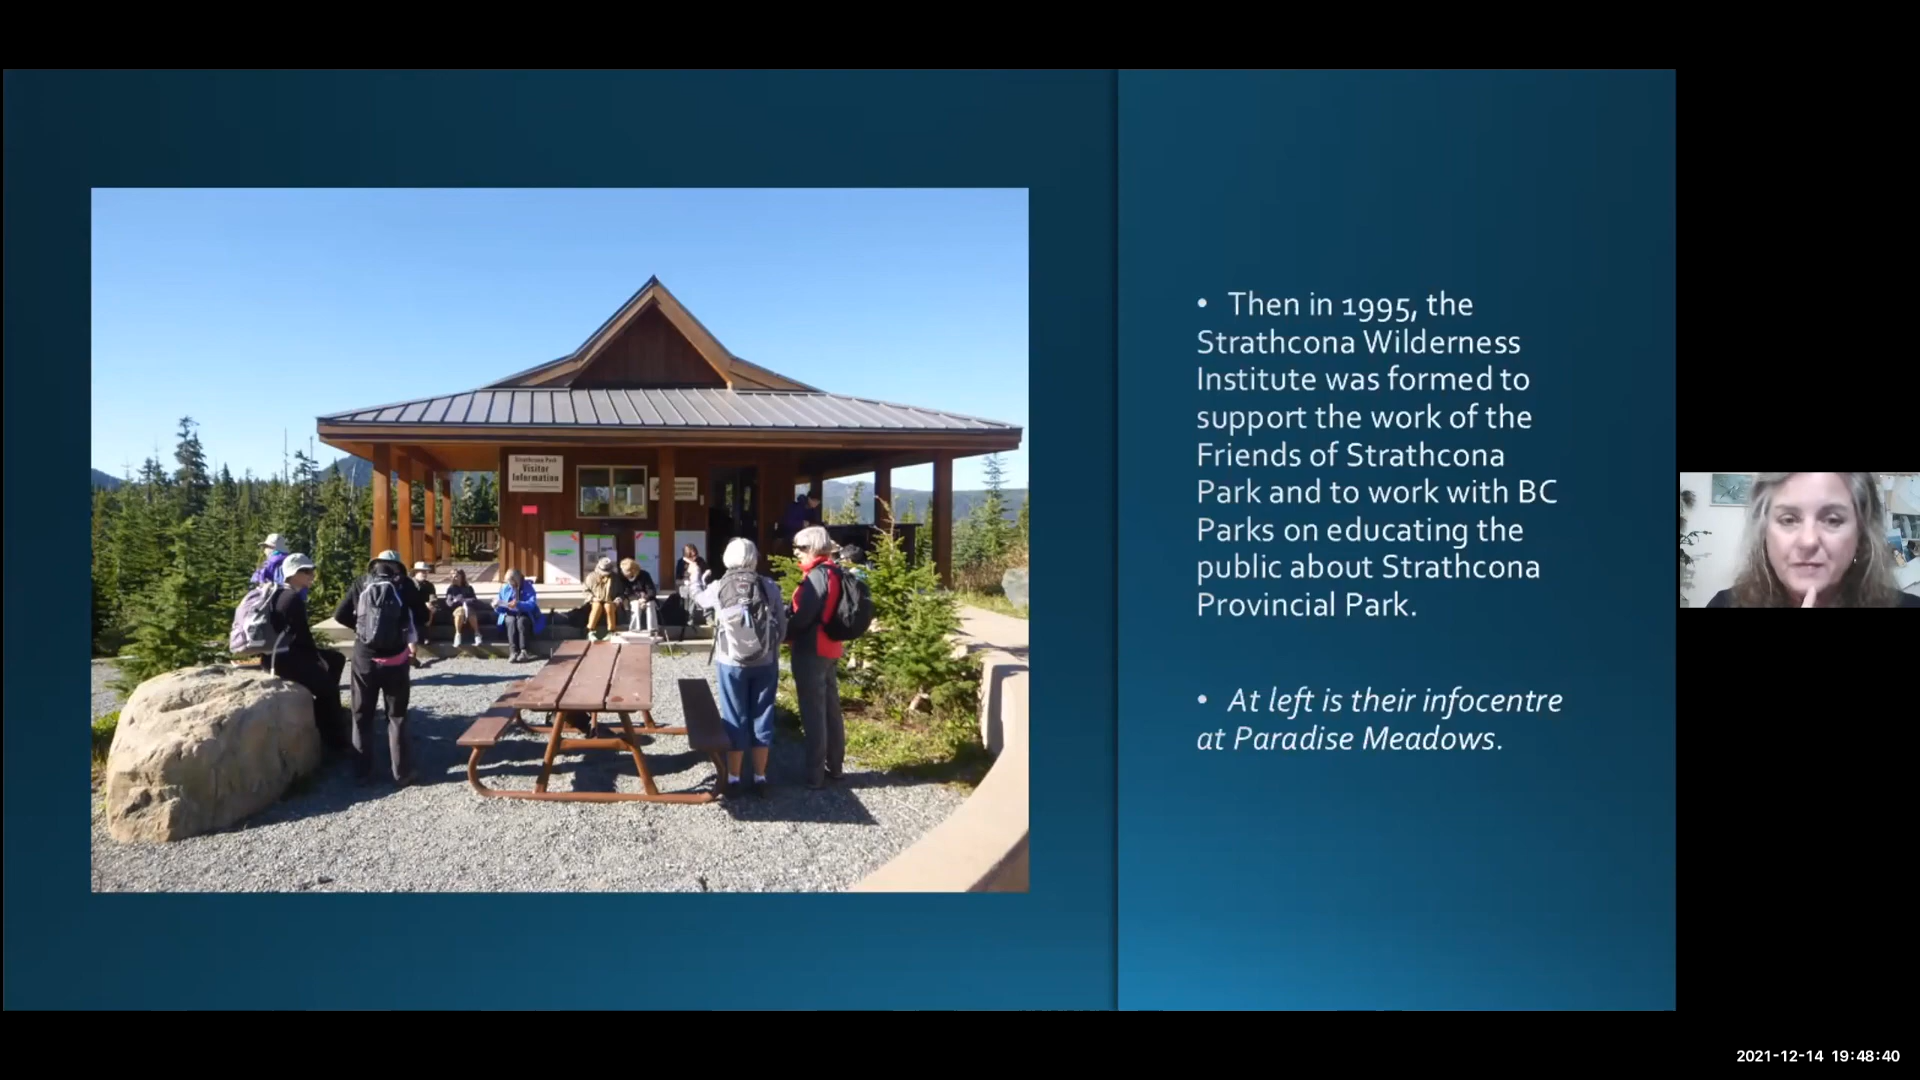 Strathcona Park
Visitor
Information
• Then in 1995, the
Strathcona Wilderness
Institute was formed to
support the work of the
Friends of Strathcona
Park and to work with BC
Parks on educating the
public about Strathcona
Provincial Park.
• At left is their infocentre
at Paradise Meadows.
2021-12-14 19:48:40